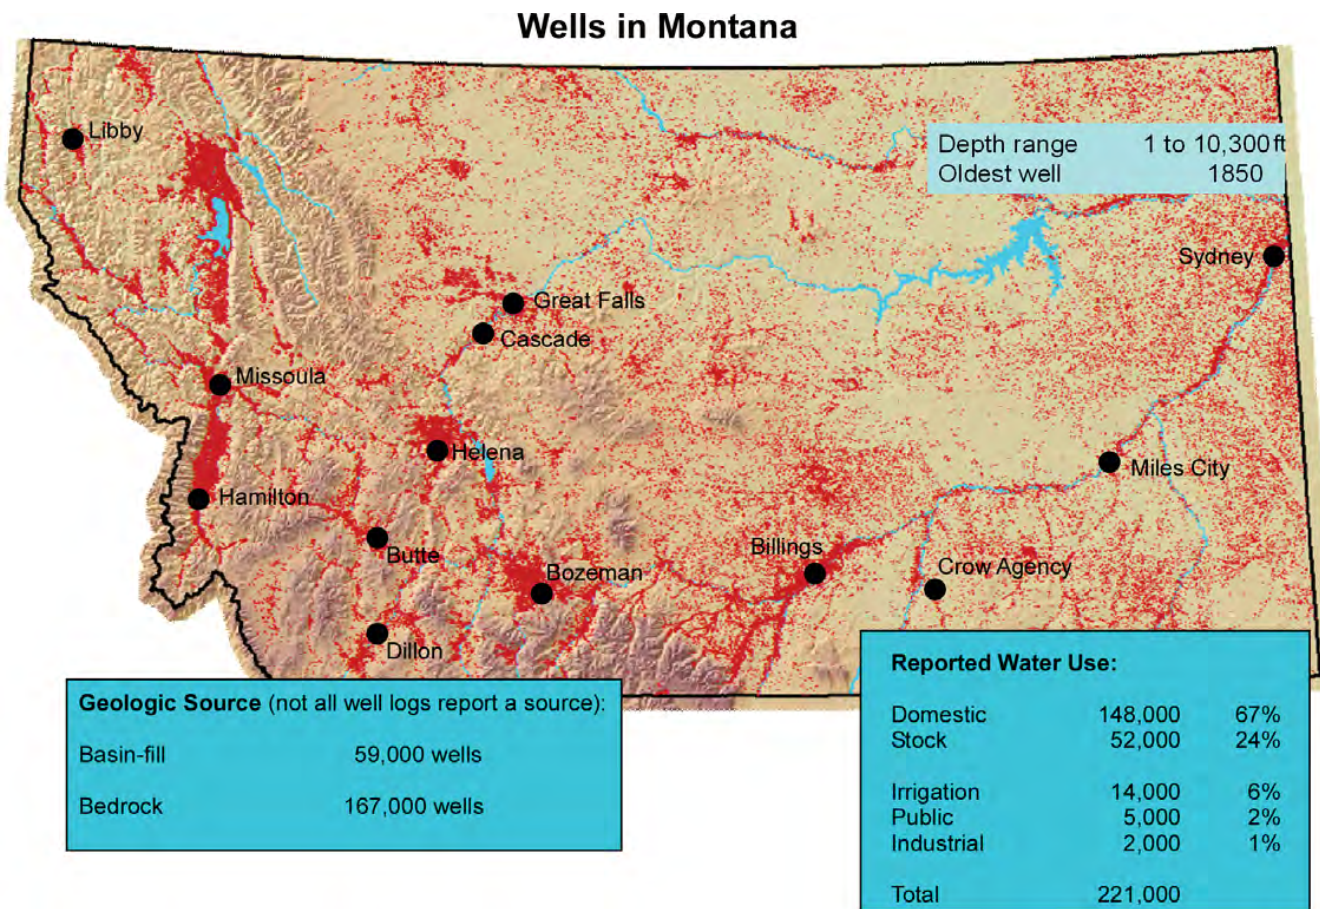 Wells in Montana
Libby
Depth range 1 to 10,300 ft
Oldest well 1850
Sydney
Great Falls
Cascade
Missoula
Helena
Miles City
Hamilton
Butte
Billings
Bozeman
Crow Agency
Dillon
Geologic Source (not all well logs report a source):
Basin-fill 59,000 wells
Bedrock 167,000 wells
Reported Water Use:
Domestic 148,000 67%
Stock 52,000 24%
Irrigation 14,000 6%
Public 5,000 2%
Industrial 2,000 1%
Total 221,000